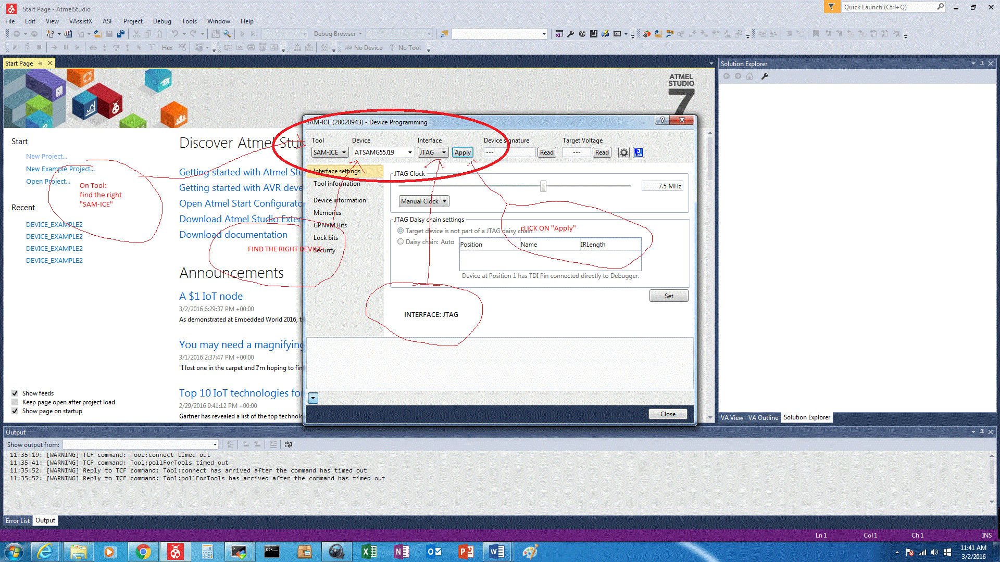 Start Page - AtmelStudio
Quick Launch (Ctrl+Q)
File Edit View VAssistX ASF Project Debug Tools Window Help
Debug Browser
Hex
No Device
No Tool
Start Page
ATMEL
STUDIO
7
Start
New Project...
New Example Project...
Open Project...
On Tool:
find the right
"SAM-ICE"
Recent
DEVICE_EXAMPLE2
DEVICE_EXAMPLE2
DEVICE_EXAMPLE2
DEVICE_EXAMPLE2
Show feeds
Keep page open after project load
Show page on startup
Discover Atmel Stu
Getting started with Atmel Stu
Getting started with AVR deve
Open Atmel Start Configurato
Download Atmel Studio Exten
Download documentation
FIND THE RIGHT DEVICE
Announcements
A $1 IoT node
3/2/2016 6:29:37 PM +00:00
As demonstrated at Embedded World 2016, t
You may need a magnifying
3/1/2016 2:37:47 PM +00:00
"I lost one in the carpet and I'm hoping to fin
Top 10 IoT technologies fo
2/29/2016 9:41:12 PM +00:00
Gartner has revealed a list of the top technol
SAM-ICE (28020943) - Device Programming
Tool Device Interface Device signature Target Voltage
SAM-ICE ATSAMG55J19 JTAG Apply --- Read --- Read
J
Link
Interface settings
Tool information
Device information
Memories
GPNVM Bits
Lock bits
Security
JTAG Clock
7.5 MHz
Manual Clock
JTAG Daisy chain settings
Target device is not part of a JTAG daisy chain
cLICK ON "Apply"
Daisy chain: Auto
Position Name IRLength
Device at Position 1 has TDI Pin connected directly to Debugger.
Set
INTERFACE: JTAG
Close
Solution Explorer
VA View VA Outline Solution Explorer
Output
Show output from:
11:35:19: [WARNING] TCF command: Tool:connect timed out
11:35:41: [WARNING] TCF command: Tool:pollForTools timed out
11:35:52: [WARNING] Reply to TCF command: Tool:connect has arrived after the command has timed out
11:35:52: [WARNING] Reply to TCF command: Tool:pollForTools has arrived after the command has timed out
Error List Output
Ln 1 Col 1 Ch 1 INS
11:41 AM
3/2/2016